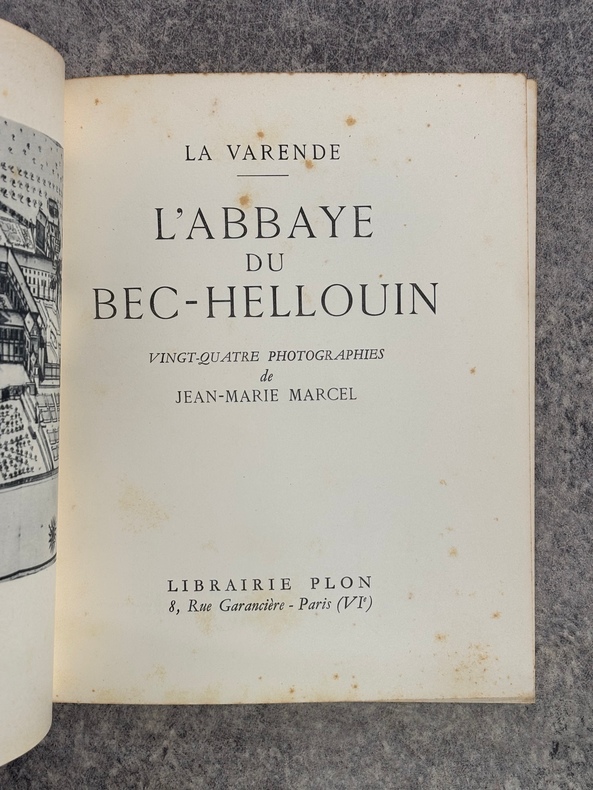 LA VARENDE
L'ABBAYE
DU
BEC-HELLOUIN
VINGT-QUATRE PHOTOGRAPHIES
de
JEAN-MARIE MARCEL
LIBRAIRIE PLON
8, Rue Garancière - Paris (VIe)